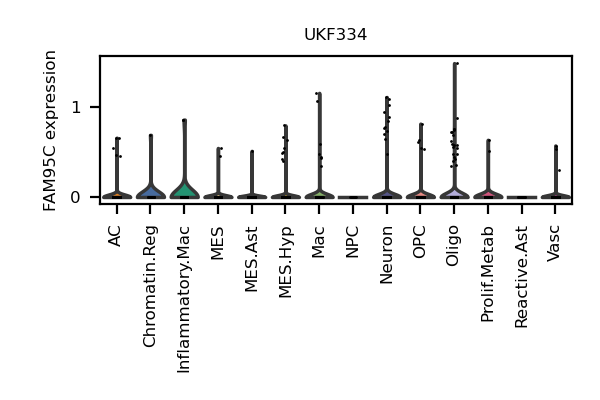 UKF334
FAM95C expression
1
0
AC
Chromatin.Reg
Inflammatory.Mac
MES
MES.Ast
MES.Hyp
Mac
NPC
Neuron
OPC
Oligo
Prolif.Metab
Reactive.Ast
Vasc